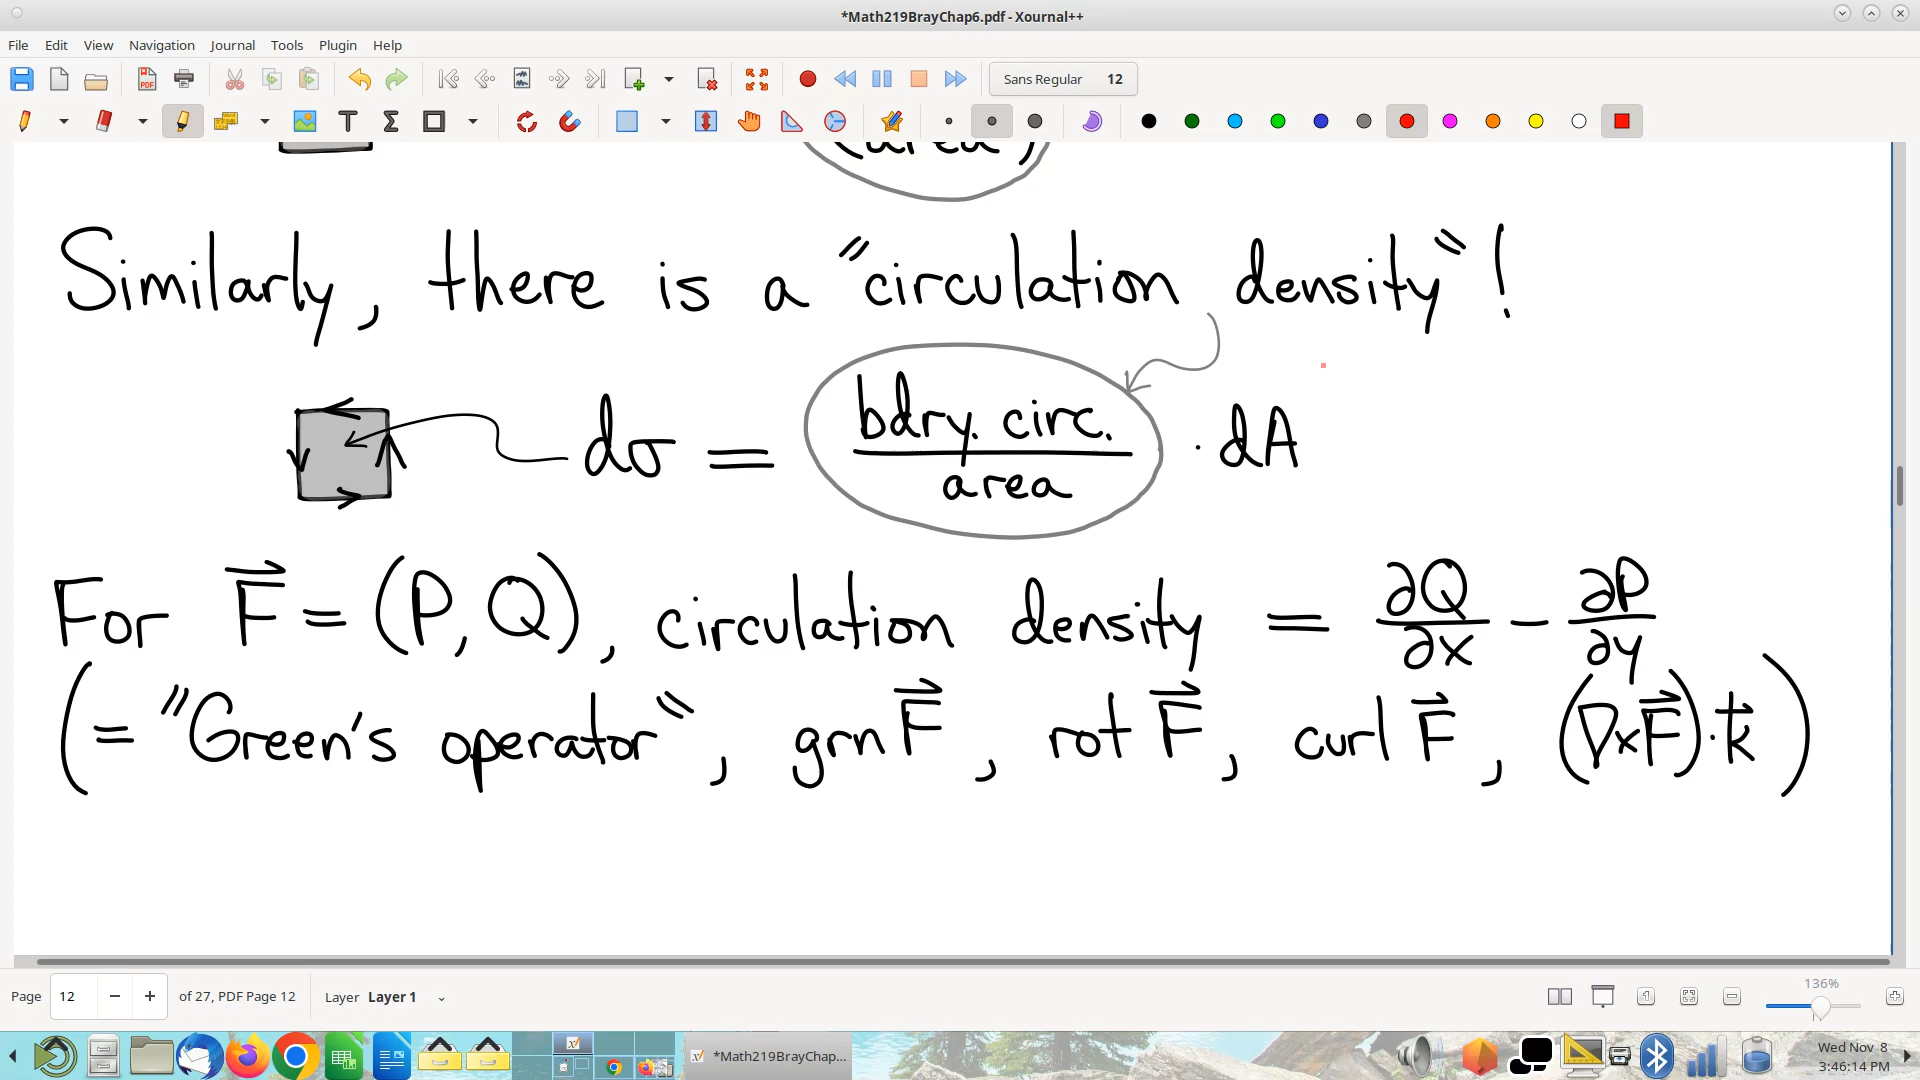 *Math219BrayChap6.pdf - Xournal++
File Edit View Navigation Journal Tools Plugin Help
Sans Regular 12
(area)
Similarly, there is a "circulation density"!
dσ = bdry. circ. / area · dA
For F⃗ = (P, Q), circulation density = ∂Q/∂x − ∂P/∂y
(= "Green's operator", grn F⃗, rot F⃗, curl F⃗, (∇×F⃗)·k⃗)
Page 12 − + of 27, PDF Page 12 Layer Layer 1 136%
*Math219BrayChap...
Wed Nov 8
3:46:14 PM